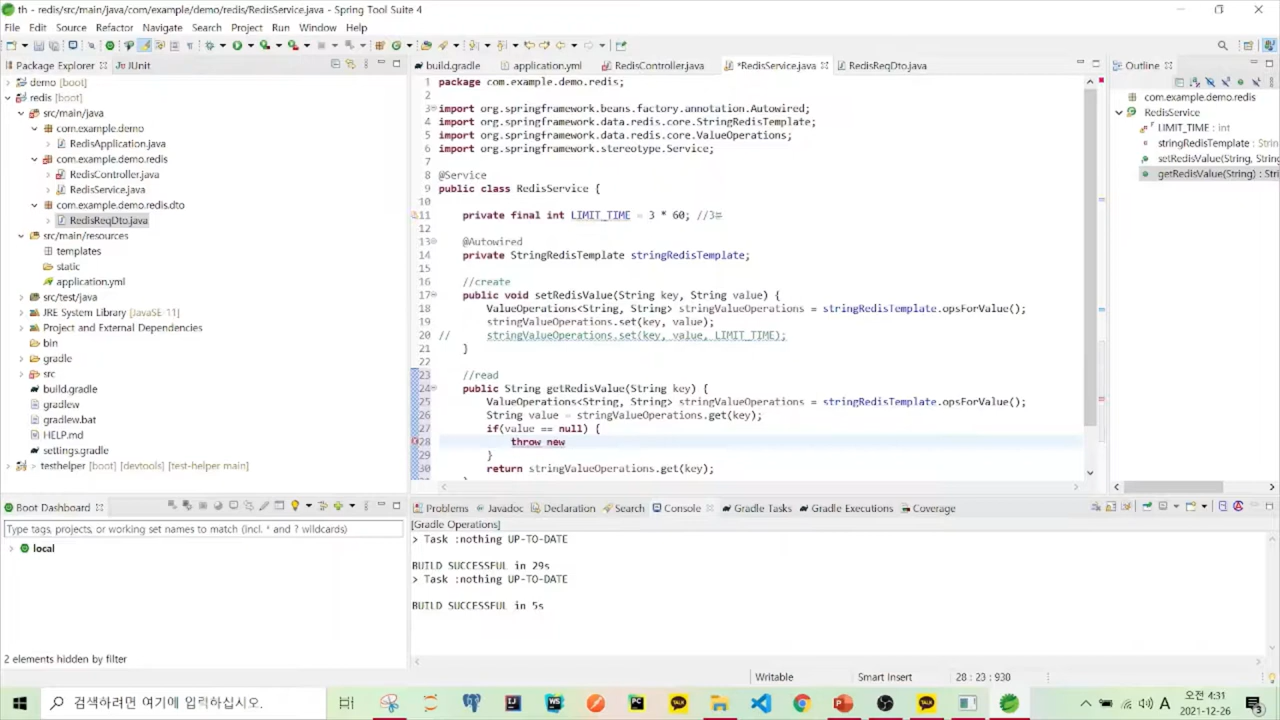 th - redis/src/main/java/com/example/demo/redis/RedisService.java - Spring Tool Suite 4
File Edit Source Refactor Navigate Search Project Run Window Help
Package Explorer
JUnit
demo [boot]
redis [boot]
src/main/java
com.example.demo
RedisApplication.java
com.example.demo.redis
RedisController.java
RedisService.java
com.example.demo.redis.dto
RedisReqDto.java
src/main/resources
templates
static
application.yml
src/test/java
JRE System Library [JavaSE-11]
Project and External Dependencies
bin
gradle
src
build.gradle
gradlew
gradlew.bat
HELP.md
settings.gradle
> testhelper [boot] [devtools] [test-helper main]
build.gradle application.yml RedisController.java *RedisService.java RedisReqDto.java
1 package com.example.demo.redis;
2
3 import org.springframework.beans.factory.annotation.Autowired;
4 import org.springframework.data.redis.core.StringRedisTemplate;
5 import org.springframework.data.redis.core.ValueOperations;
6 import org.springframework.stereotype.Service;
7
8 @Service
9 public class RedisService {
10
11 private final int LIMIT_TIME = 3 * 60; //3분
12
13 @Autowired
14 private StringRedisTemplate stringRedisTemplate;
15
16 //create
17 public void setRedisValue(String key, String value) {
18 ValueOperations<String, String> stringValueOperations = stringRedisTemplate.opsForValue();
19 stringValueOperations.set(key, value);
20 // stringValueOperations.set(key, value, LIMIT_TIME);
21 }
22
23 //read
24 public String getRedisValue(String key) {
25 ValueOperations<String, String> stringValueOperations = stringRedisTemplate.opsForValue();
26 String value = stringValueOperations.get(key);
27 if(value == null) {
28 throw new
29 }
30 return stringValueOperations.get(key);
Outline
com.example.demo.redis
RedisService
LIMIT_TIME : int
stringRedisTemplate : Strin
setRedisValue(String, String
getRedisValue(String) : Stri
Boot Dashboard
Type tags, projects, or working set names to match (incl. * and ? wildcards)
local
2 elements hidden by filter
Problems Javadoc Declaration Search Console Gradle Tasks Gradle Executions Coverage
[Gradle Operations]
> Task :nothing UP-TO-DATE
BUILD SUCCESSFUL in 29s
> Task :nothing UP-TO-DATE
BUILD SUCCESSFUL in 5s
Writable Smart Insert 28 : 23 : 930
검색하려면 여기에 입력하십시오.
A
오전 4:31
2021-12-26
3